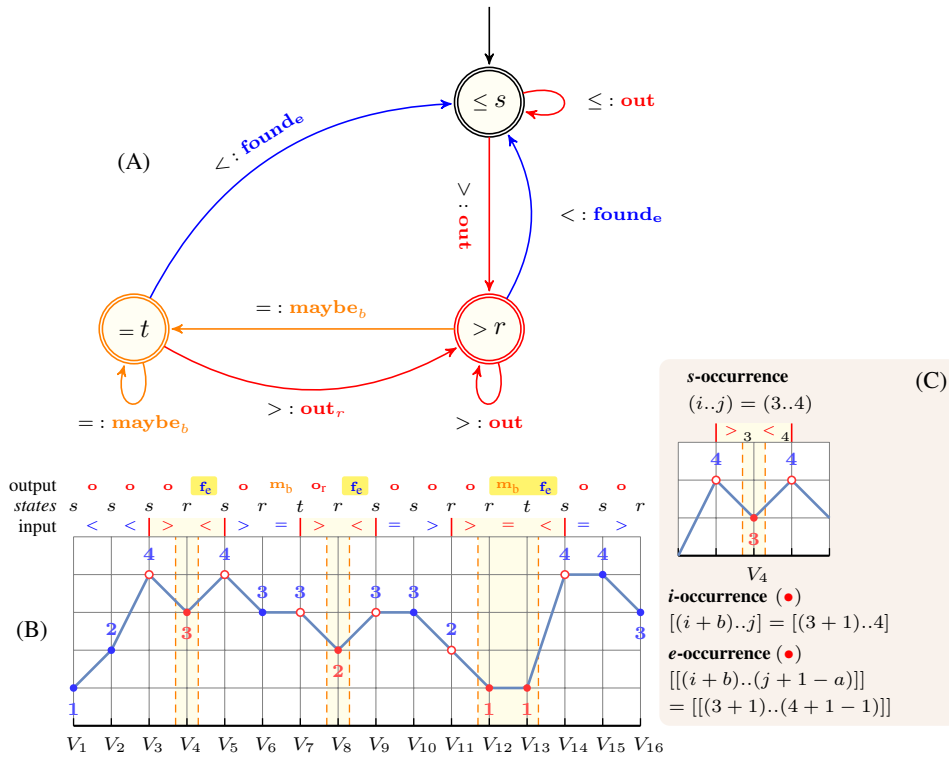 ≤ s
≤ : out
< : found_e
(A)
> : out
< : found_e
= : maybe_b
= t
> r
> : out_r
= : maybe_b
> : out
output o o o f_e o m_b o_r f_e o o o m_b f_e o o
states s s s r s r t r s s r r t s s r
input < < > < > = > < = > > = < = >
4 4 4 4
3 3 3 3
2 2
3 3
2
1 1 1
(B)
V_1 V_2 V_3 V_4 V_5 V_6 V_7 V_8 V_9 V_10 V_11 V_12 V_13 V_14 V_15 V_16
(C)
s-occurrence
(i..j) = (3..4)
> 3 < 4
4 4
3
V_4
i-occurrence (•)
[(i + b)..j] = [(3 + 1)..4]
e-occurrence (•)
[[(i + b)..(j + 1 − a)]]
= [[(3 + 1)..(4 + 1 − 1)]]